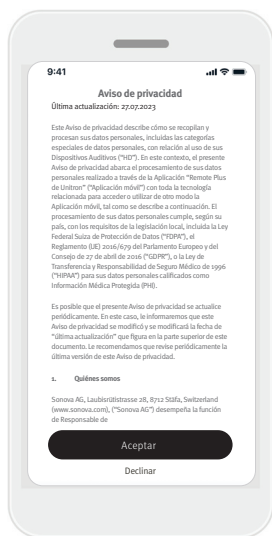 9:41
Aviso de privacidad
Última actualización: 27.07.2023
Este Aviso de privacidad describe cómo se recopilan y
procesan sus datos personales, incluidas las categorías
especiales de datos personales, con relación al uso de sus
Dispositivos Auditivos ("HD"). En este contexto, el presente
Aviso de privacidad abarca el procesamiento de sus datos
personales realizado a través de la Aplicación "Remote Plus
de Unitron" ("Aplicación móvil") con toda la tecnología
relacionada para acceder o utilizar de otro modo la
Aplicación móvil, tal como se describe a continuación. El
procesamiento de sus datos personales cumple, según su
país, con los requisitos de la legislación local, incluida la Ley
Federal Suiza de Protección de Datos ("FDPA"), el
Reglamento (UE) 2016/679 del Parlamento Europeo y del
Consejo de 27 de abril de 2016 ("GDPR"), o la Ley de
Transferencia y Responsabilidad de Seguro Médico de 1996
("HIPAA") para sus datos personales calificados como
Información Médica Protegida (PHI).
Es posible que el presente Aviso de privacidad se actualice
periódicamente. En este caso, le informaremos que este
Aviso de privacidad se modificó y se modificará la fecha de
"última actualización" que figura en la parte superior de este
documento. Le recomendamos que revise periódicamente la
última versión de este Aviso de privacidad.
1. Quiénes somos
Sonova AG, Laubisrütistrasse 28, 8712 Stäfa, Switzerland
(www.sonova.com), ("Sonova AG") desempeña la función
de Responsable de
Aceptar
Declinar